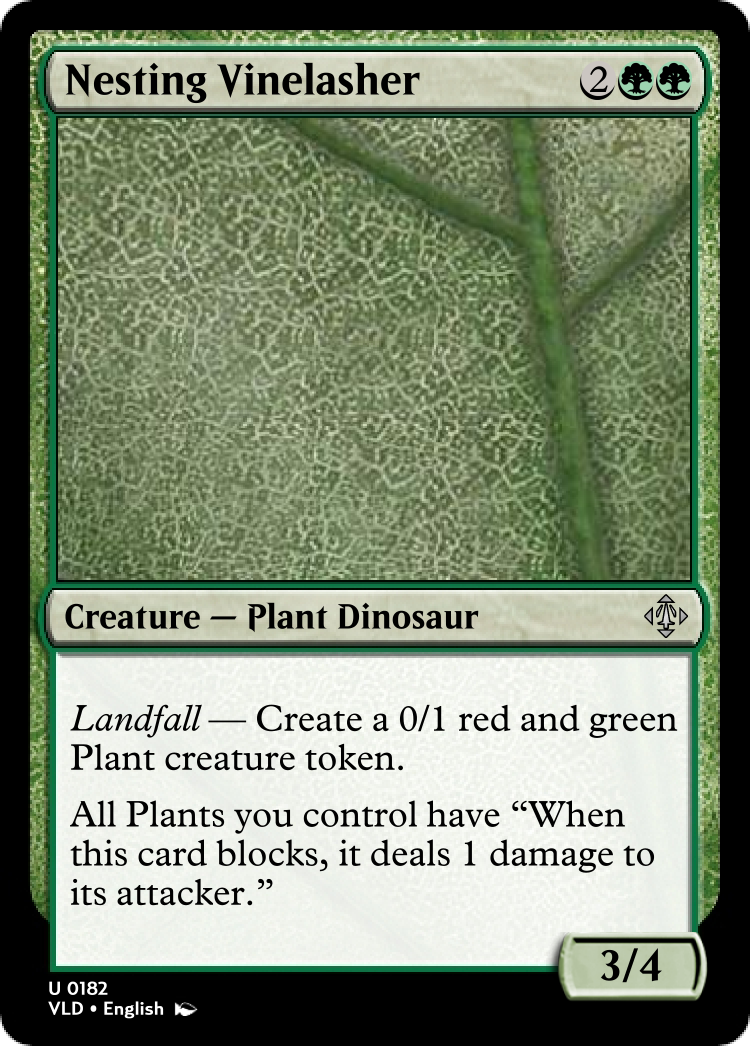 Nesting Vinelasher 2
Creature — Plant Dinosaur
Landfall — Create a 0/1 red and green
Plant creature token.
All Plants you control have “When
this card blocks, it deals 1 damage to
its attacker.”
3/4
U 0182
VLD • English